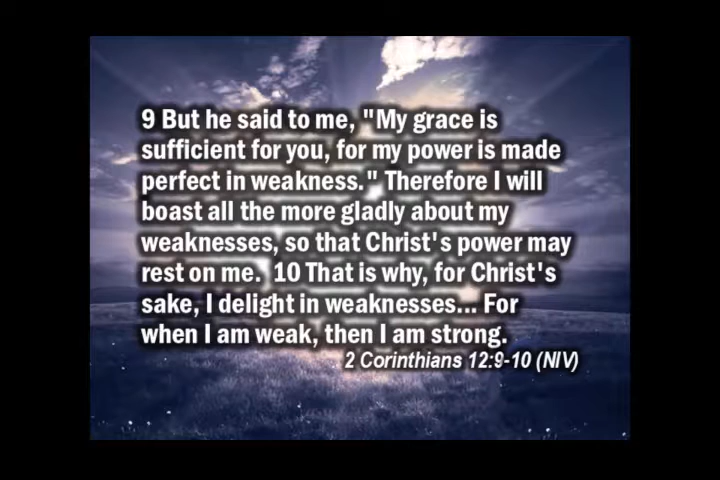 9 But he said to me, "My grace is
sufficient for you, for my power is made
perfect in weakness." Therefore I will
boast all the more gladly about my
weaknesses, so that Christ's power may
rest on me.  10 That is why, for Christ's
sake, I delight in weaknesses... For
when I am weak, then I am strong.
2 Corinthians 12:9-10 (NIV)